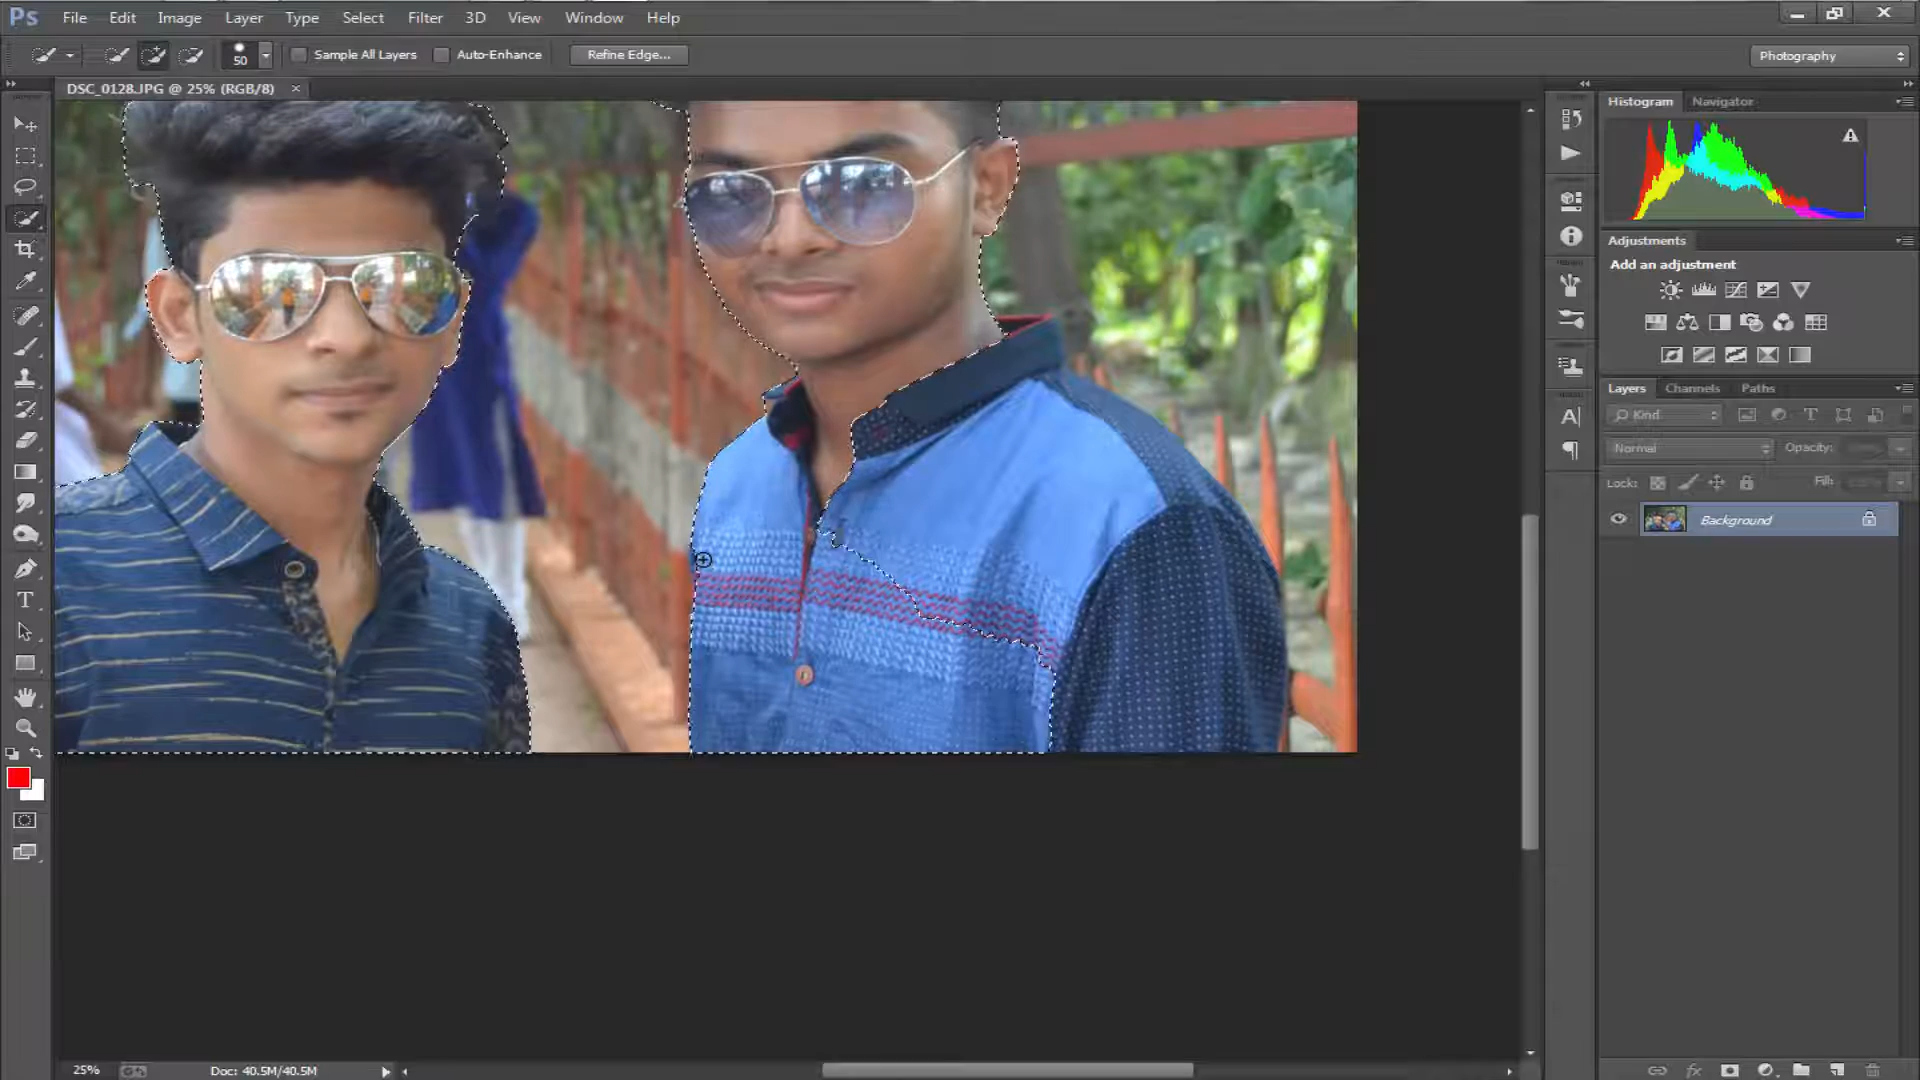 Ps File Edit Image Layer Type Select Filter 3D View Window Help
50 Sample All Layers Auto-Enhance Refine Edge... Photography
DSC_0128.JPG @ 25% (RGB/8) ×
Histogram Navigator
Adjustments
Add an adjustment
Layers Channels Paths
Kind
Normal Opacity:
Lock: Fill:
Background
25% Doc: 40.5M/40.5M